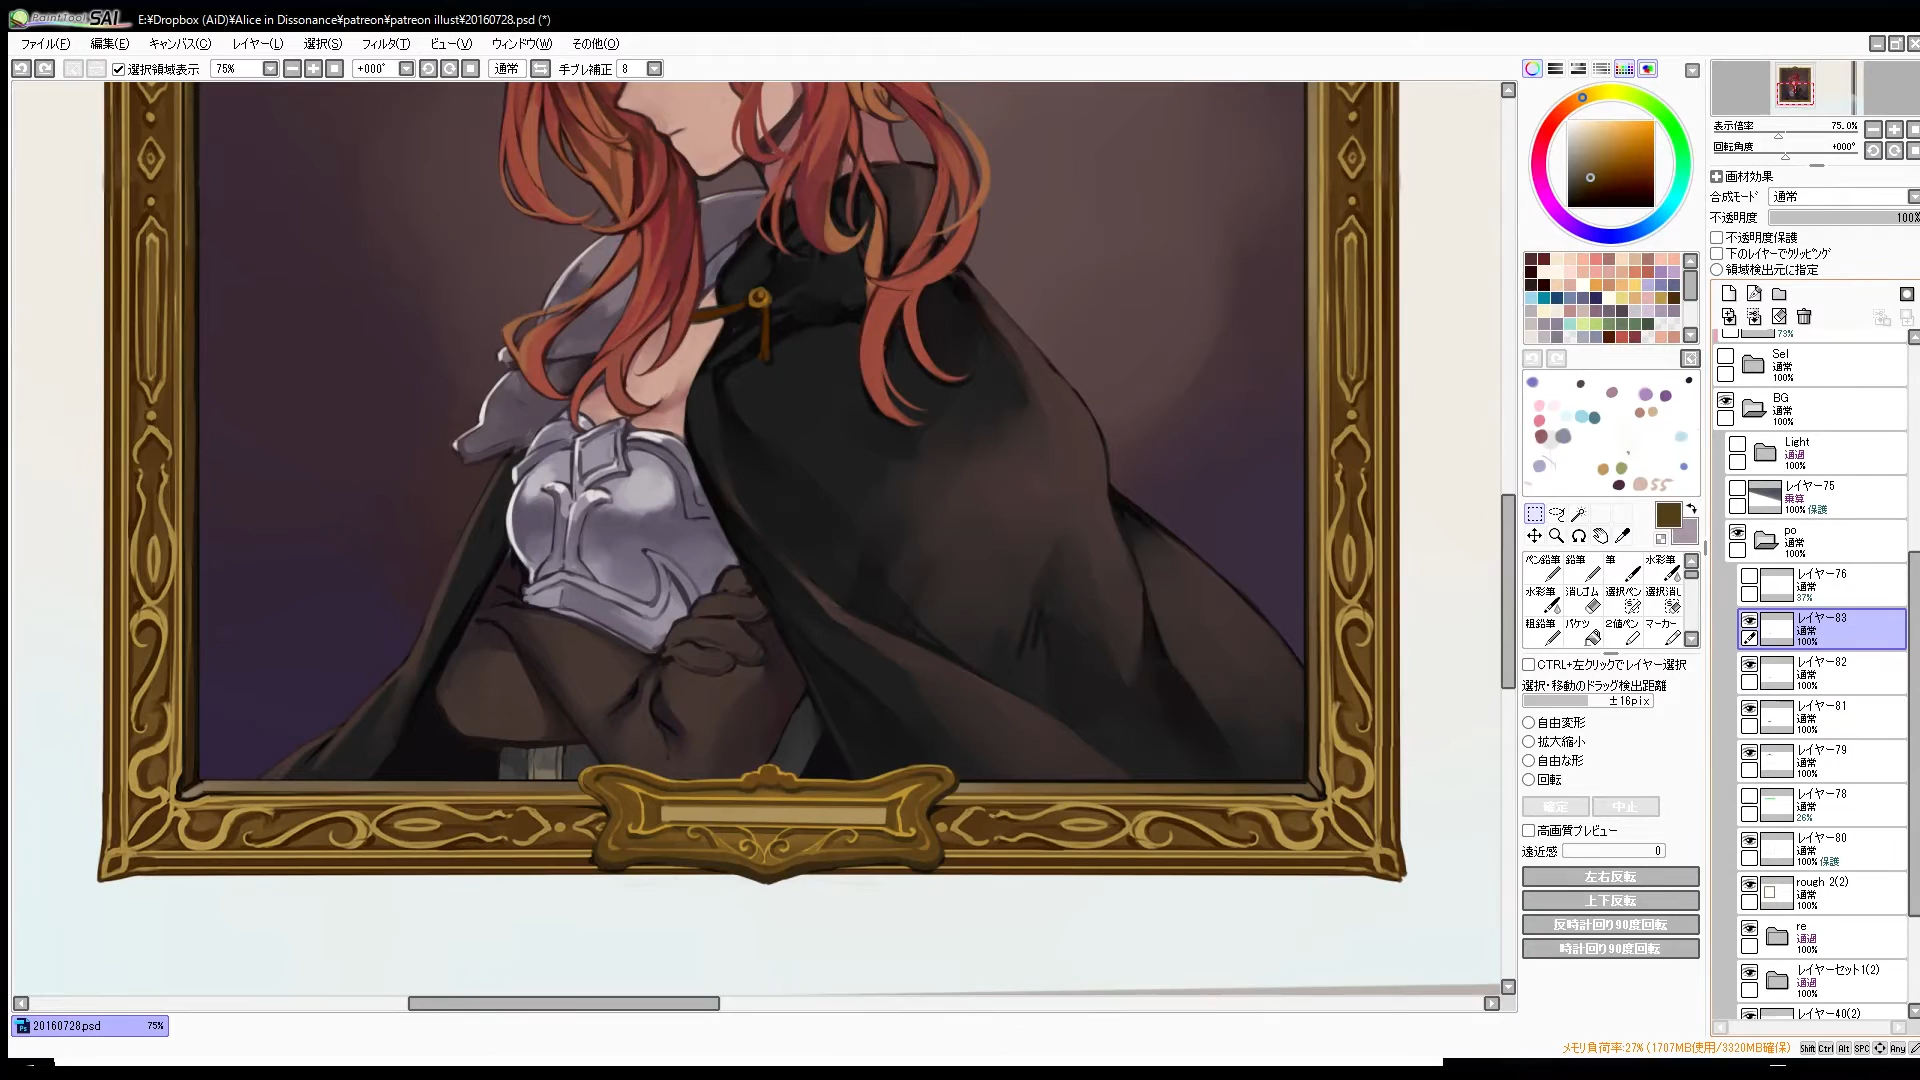 PaintTool SAI E:¥Dropbox (AiD)¥Alice in Dissonance¥patreon¥patreon illust¥20160728.psd (*)
ファイル(F) 編集(E) キャンバス(C) レイヤー(L) 選択(S) フィルタ(T) ビュー(V) ウィンドウ(W) その他(O)
選択領域表示 75% +000° 通常 手ブレ補正 8
表示倍率 75.0%
回転角度 +000°
画材効果
合成モード 通常
不透明度 100%
不透明度保護
下のレイヤーでクリッピング
領域検出元に指定
73%
Sel
通常
100%
BG
通常
100%
Light
通過
100%
レイヤー75
乗算
100% 保護
po
通常
100%
レイヤー76
通常
37%
レイヤー83
通常
100%
レイヤー82
通常
100%
レイヤー81
通常
100%
レイヤー79
通常
100%
レイヤー78
通常
26%
レイヤー80
通常
100% 保護
rough 2(2)
通常
100%
re
通過
100%
レイヤーセット1(2)
通過
100%
レイヤー40(2)
ペン鉛筆 鉛筆 筆 水彩筆
水彩筆 消しゴム 選択ペン 選択消し
粗鉛筆 バケツ 2値ペン マーカー
CTRL+左クリックでレイヤー選択
選択・移動のドラッグ検出距離
±16pix
自由変形
拡大縮小
自由な形
回転
確定 中止
高画質プレビュー
遠近感 0
左右反転
上下反転
反時計回り90度回転
時計回り90度回転
20160728.psd 75%
メモリ負荷率:27% (1707MB使用/3320MB確保)
Shift Ctrl Alt SPC Any